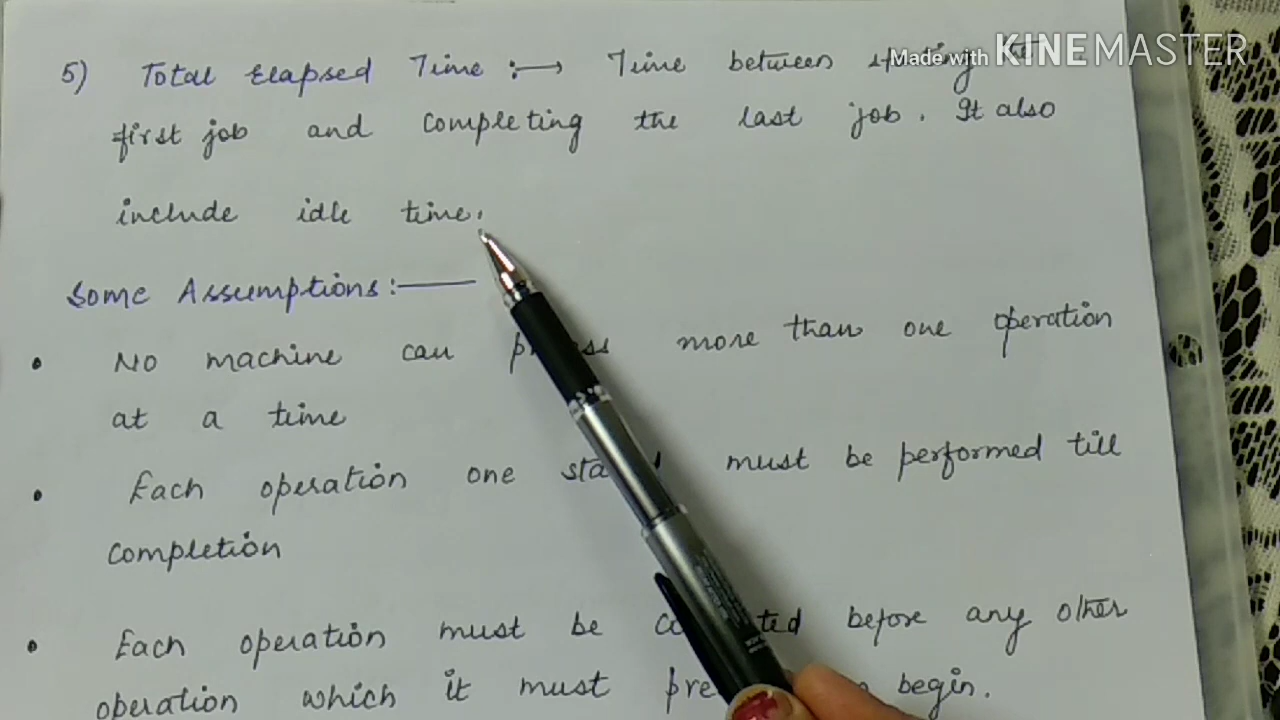 Made with KINEMASTER
5) Total Elapsed Time :→ Time between
first job and completing the last job. It also
include idle time.
Some Assumptions:—
• No machine can more than one operation
at a time
• Each operation one must be performed till
completion
• Each operation must be before any other
operation which it must begin.